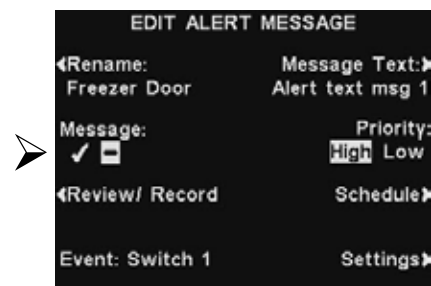 EDIT ALERT MESSAGE
Rename: Message Text:
Freezer Door Alert text msg 1
Message: Priority:
High Low
Review/ Record Schedule
Event: Switch 1 Settings